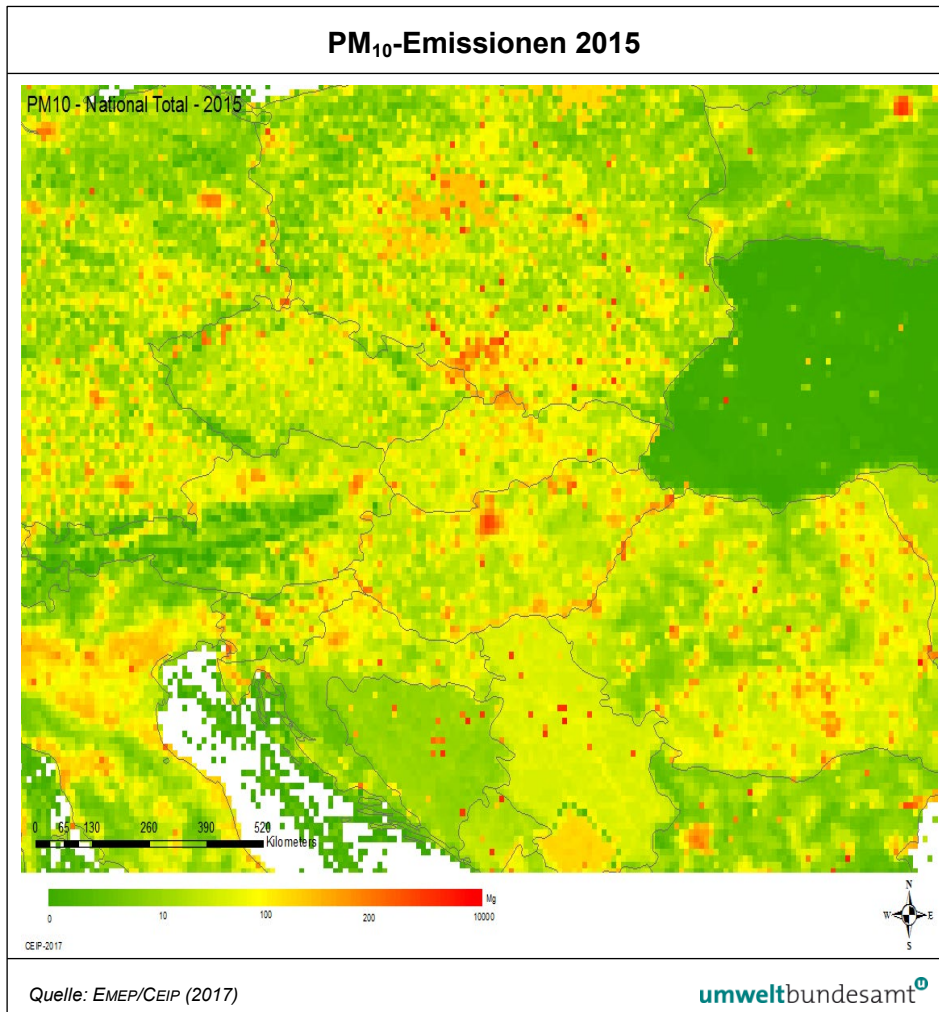 PM₁₀-Emissionen 2015
PM10 - National Total - 2015
0 65 130 260 390 520
Kilometers
Mg
0 10 100 200 10000
N
W E
S
CEIP-2017
Quelle: EMEP/CEIP (2017)
umweltbundesamt
u